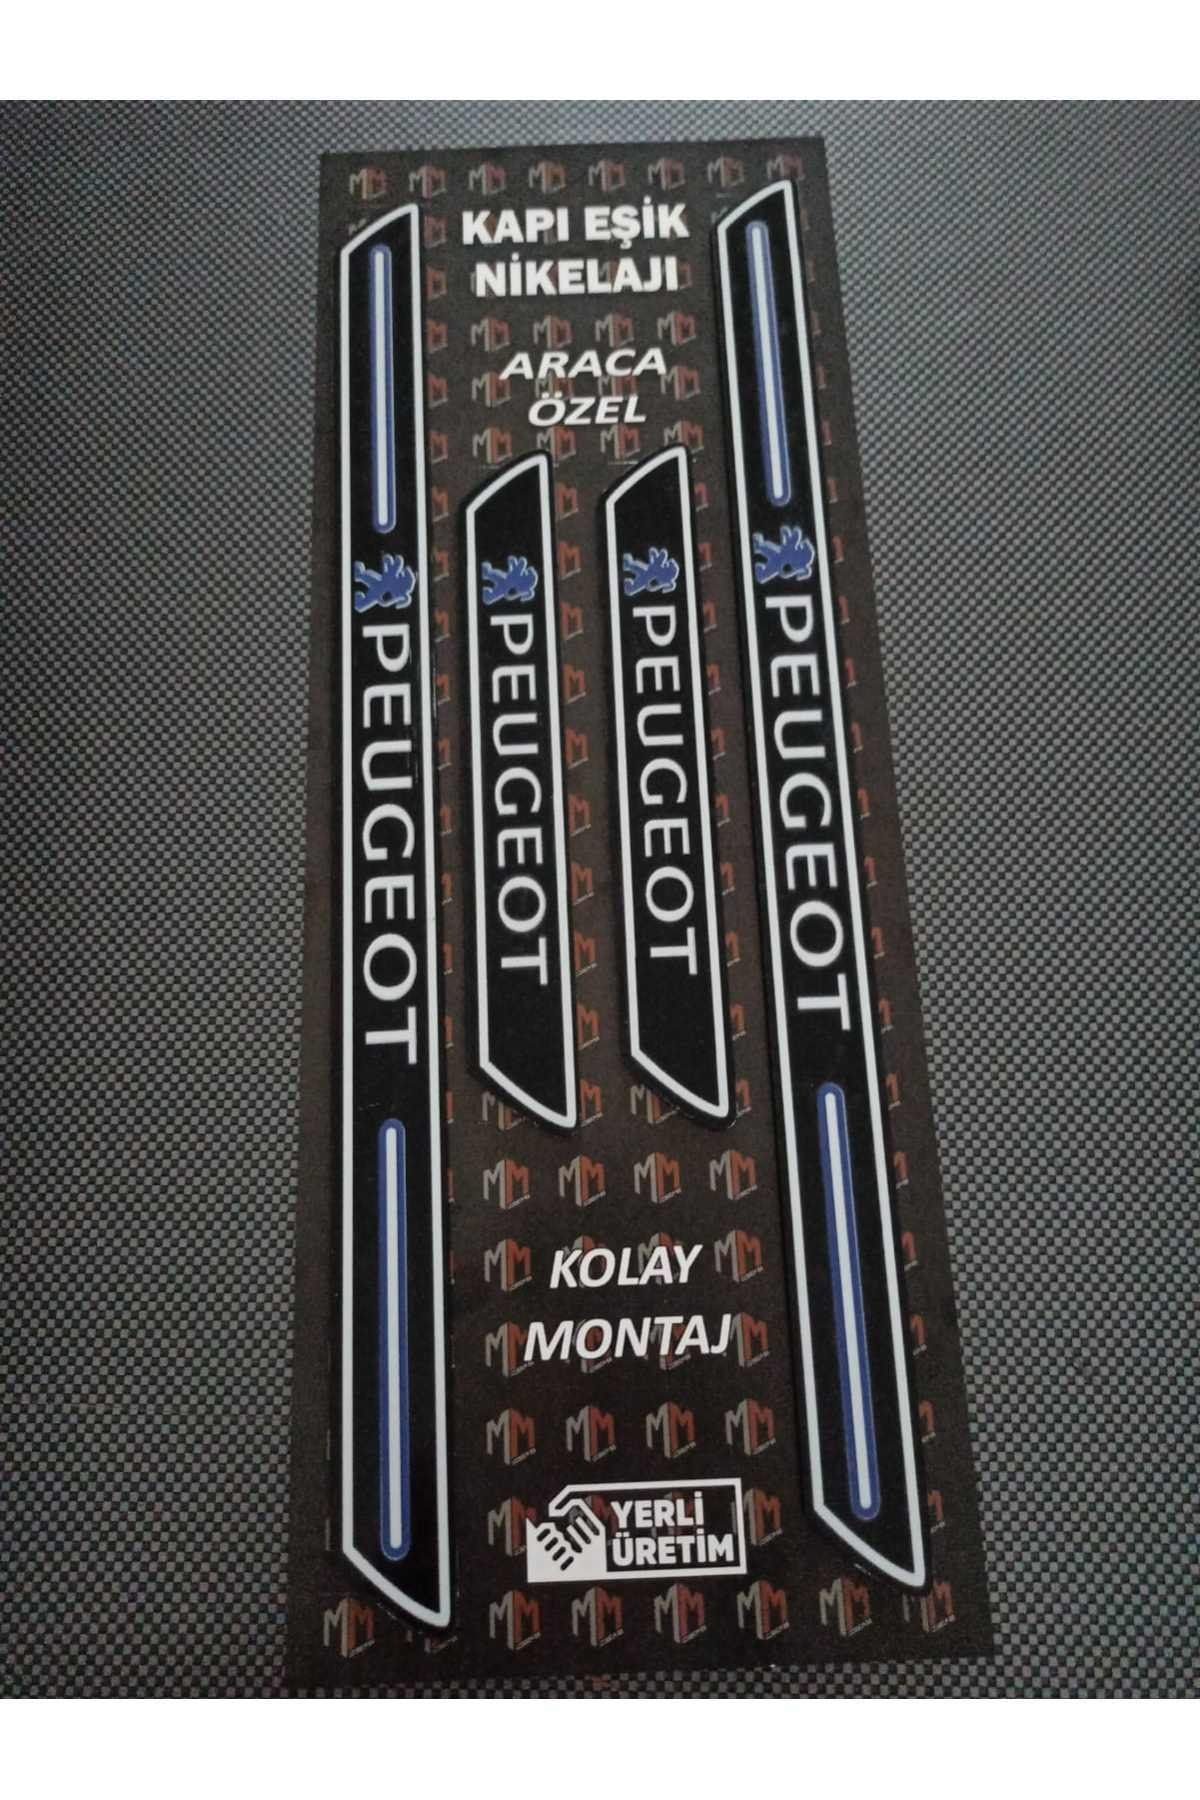 KAPI EŞİK
NİKELAJI
ARACA
ÖZEL
PEUGEOT
PEUGEOT
PEUGEOT
PEUGEOT
KOLAY
MONTAJ
YERLİ
ÜRETİM